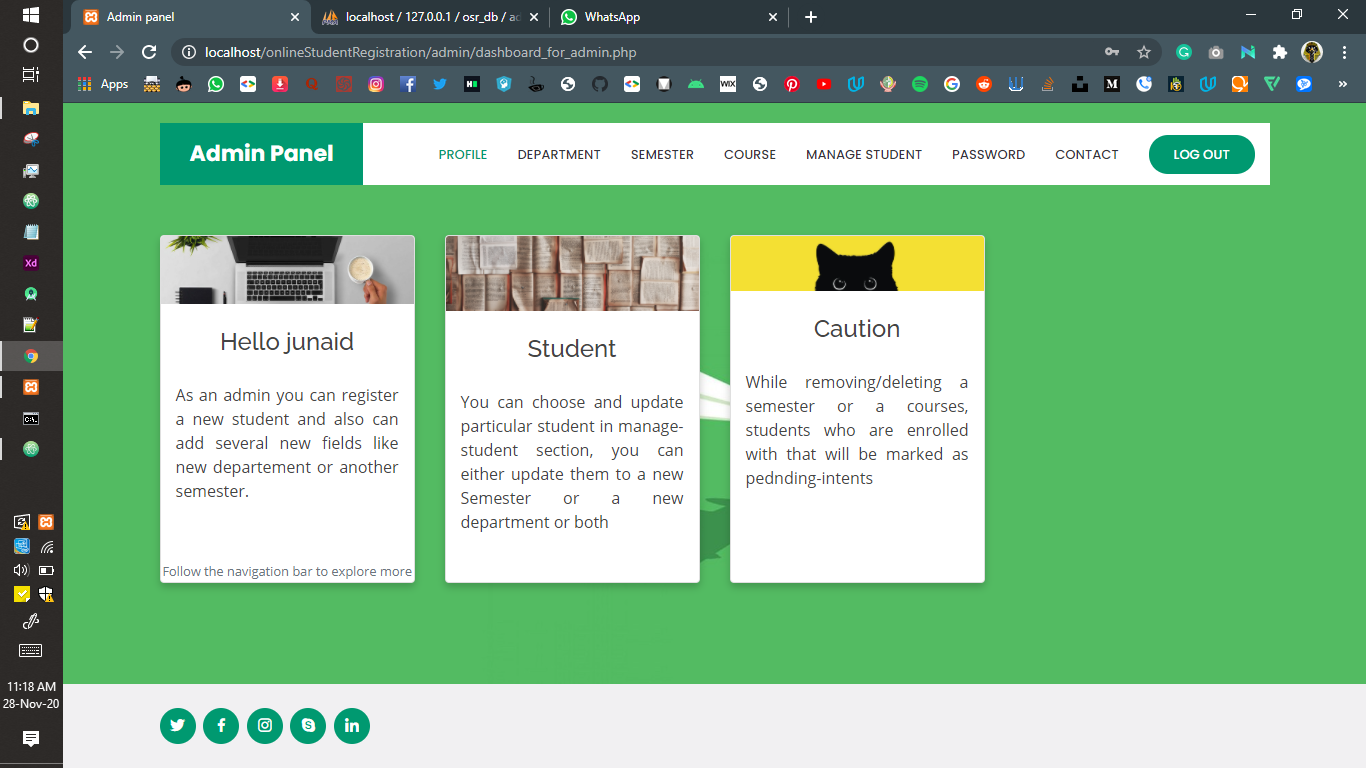 Admin panel
localhost / 127.0.0.1 / osr_db / ad
WhatsApp
localhost/onlineStudentRegistration/admin/dashboard_for_admin.php
Apps
Admin Panel
PROFILE
DEPARTMENT
SEMESTER
COURSE
MANAGE STUDENT
PASSWORD
CONTACT
LOG OUT
Hello junaid
As an admin you can register
a new student and also can
add several new fields like
new departement or another
semester.
Follow the navigation bar to explore more
Student
You can choose and update
particular student in manage-
student section, you can
either update them to a new
Semester or a new
department or both
Caution
While removing/deleting a
semester or a courses,
students who are enrolled
with that will be marked as
pednding-intents
11:18 AM
28-Nov-20